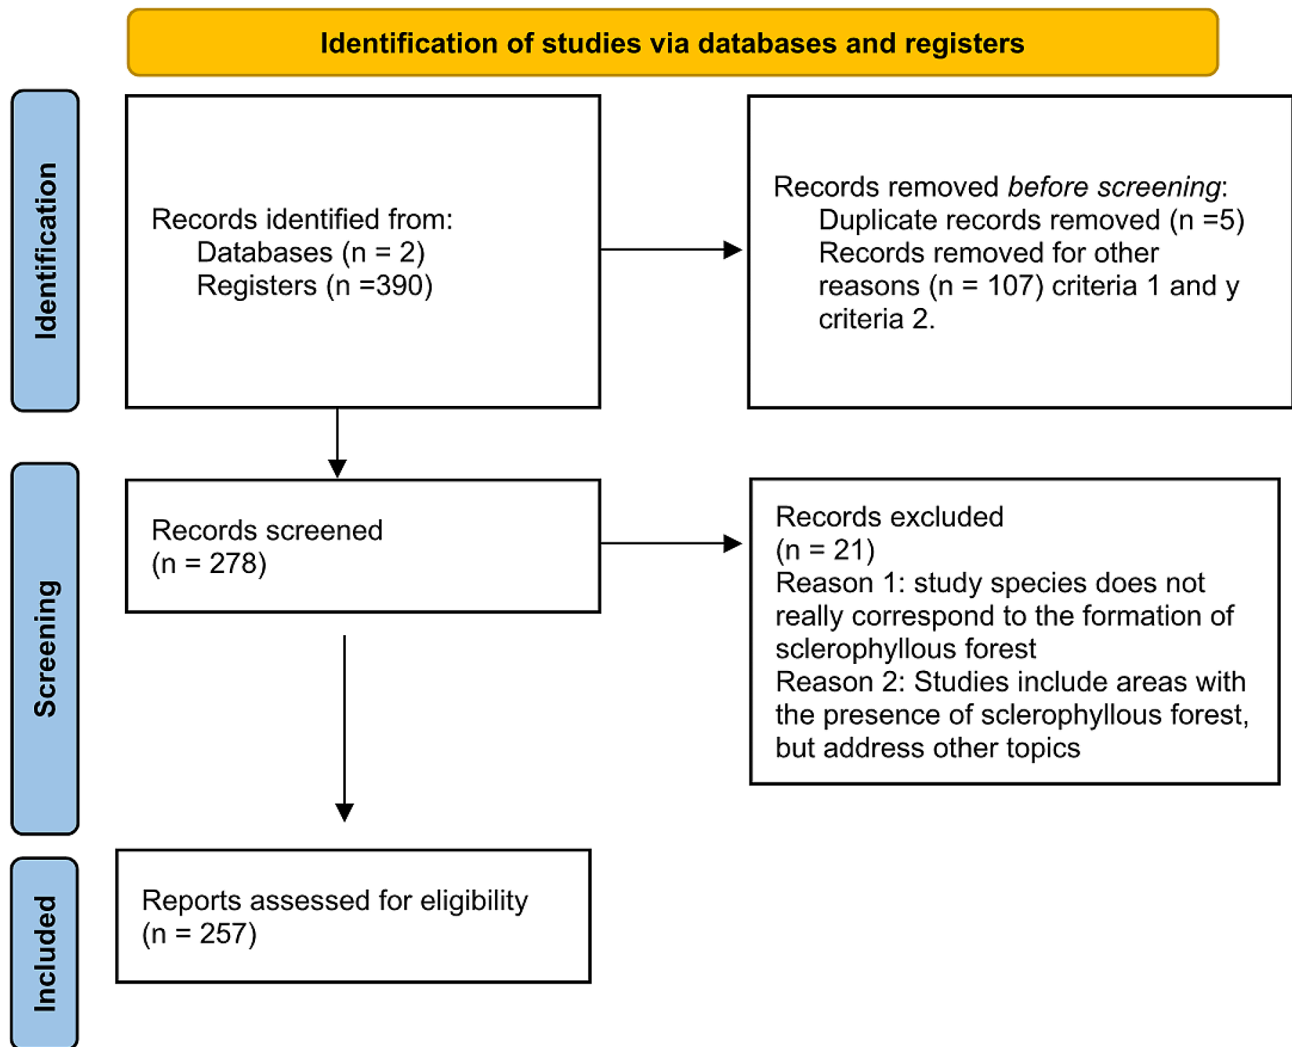 Identification of studies via databases and registers
Identification
Records identified from:
Databases (n = 2)
Registers (n =390)
Records removed before screening:
Duplicate records removed (n =5)
Records removed for other
reasons (n = 107) criteria 1 and y
criteria 2.
Screening
Records screened
(n = 278)
Records excluded
(n = 21)
Reason 1: study species does not
really correspond to the formation of
sclerophyllous forest
Reason 2: Studies include areas with
the presence of sclerophyllous forest,
but address other topics
Included
Reports assessed for eligibility
(n = 257)